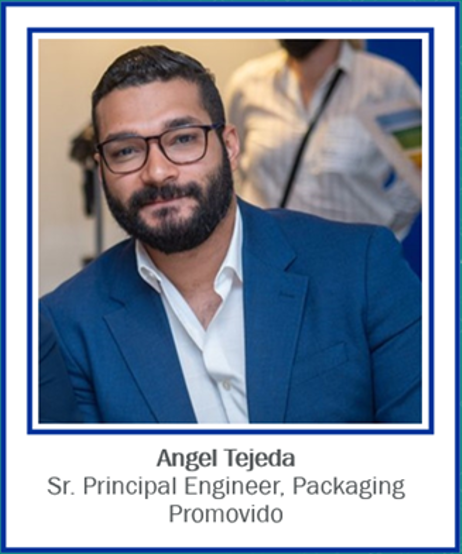 Angel Tejeda
Sr. Principal Engineer, Packaging
Promovido